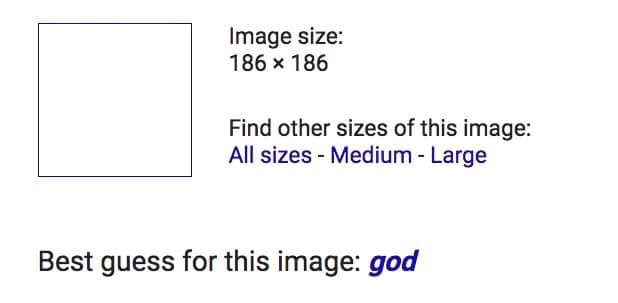 Image size:
186 × 186
Find other sizes of this image:
All sizes - Medium - Large
Best guess for this image: god